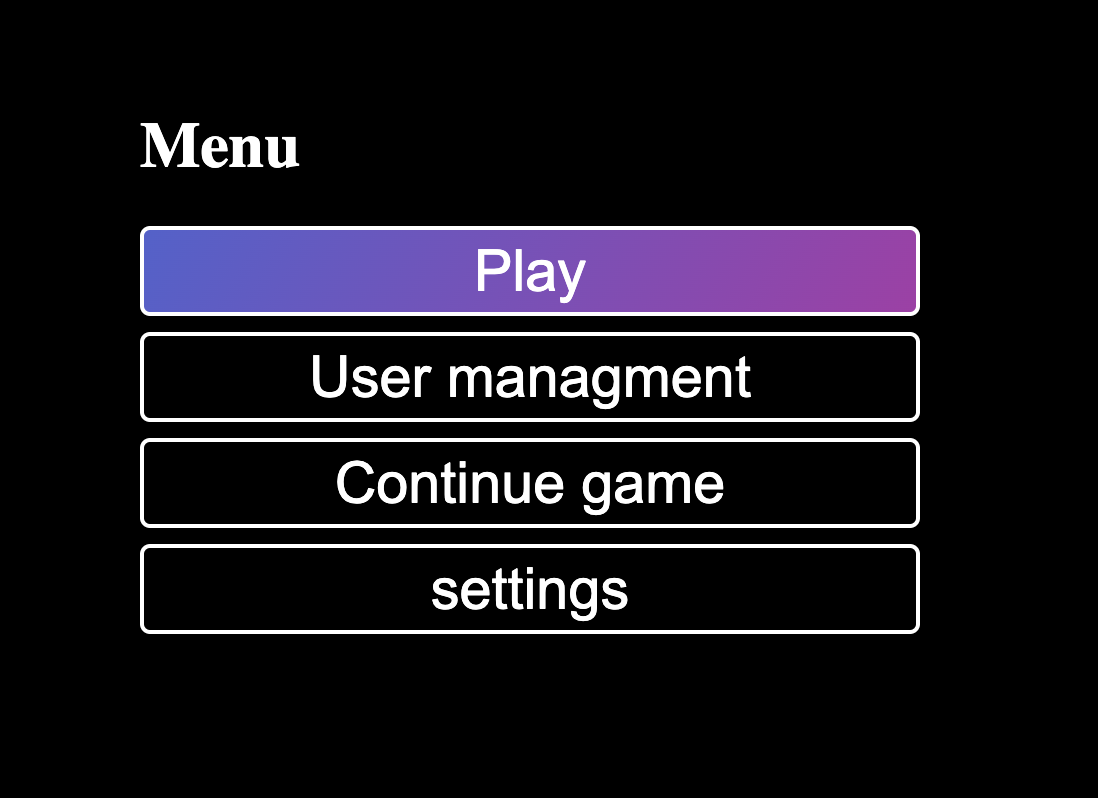 Menu
Play
User managment
Continue game
settings